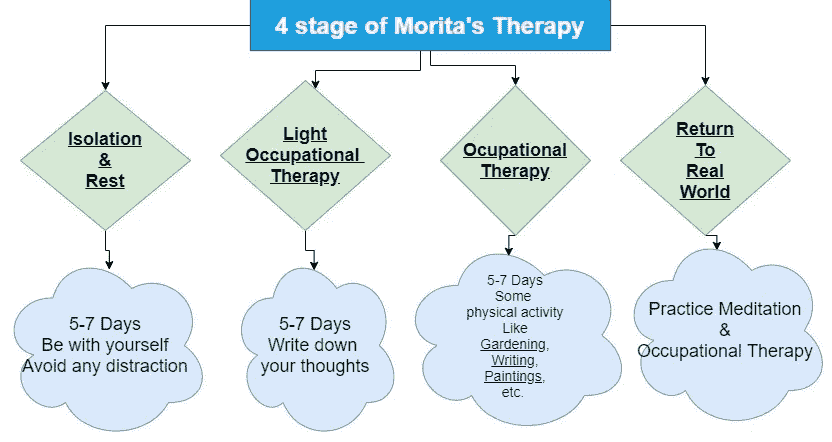 4 stage of Morita's Therapy
Isolation
&
Rest
Light
Occupational
Therapy
Ocupational
Therapy
Return
To
Real
World
5-7 Days
Be with yourself
Avoid any distraction
5-7 Days
Write down
your thoughts
5-7 Days
Some
physical activity
Like
Gardening,
Writing,
Paintings,
etc.
Practice Meditation
&
Occupational Therapy